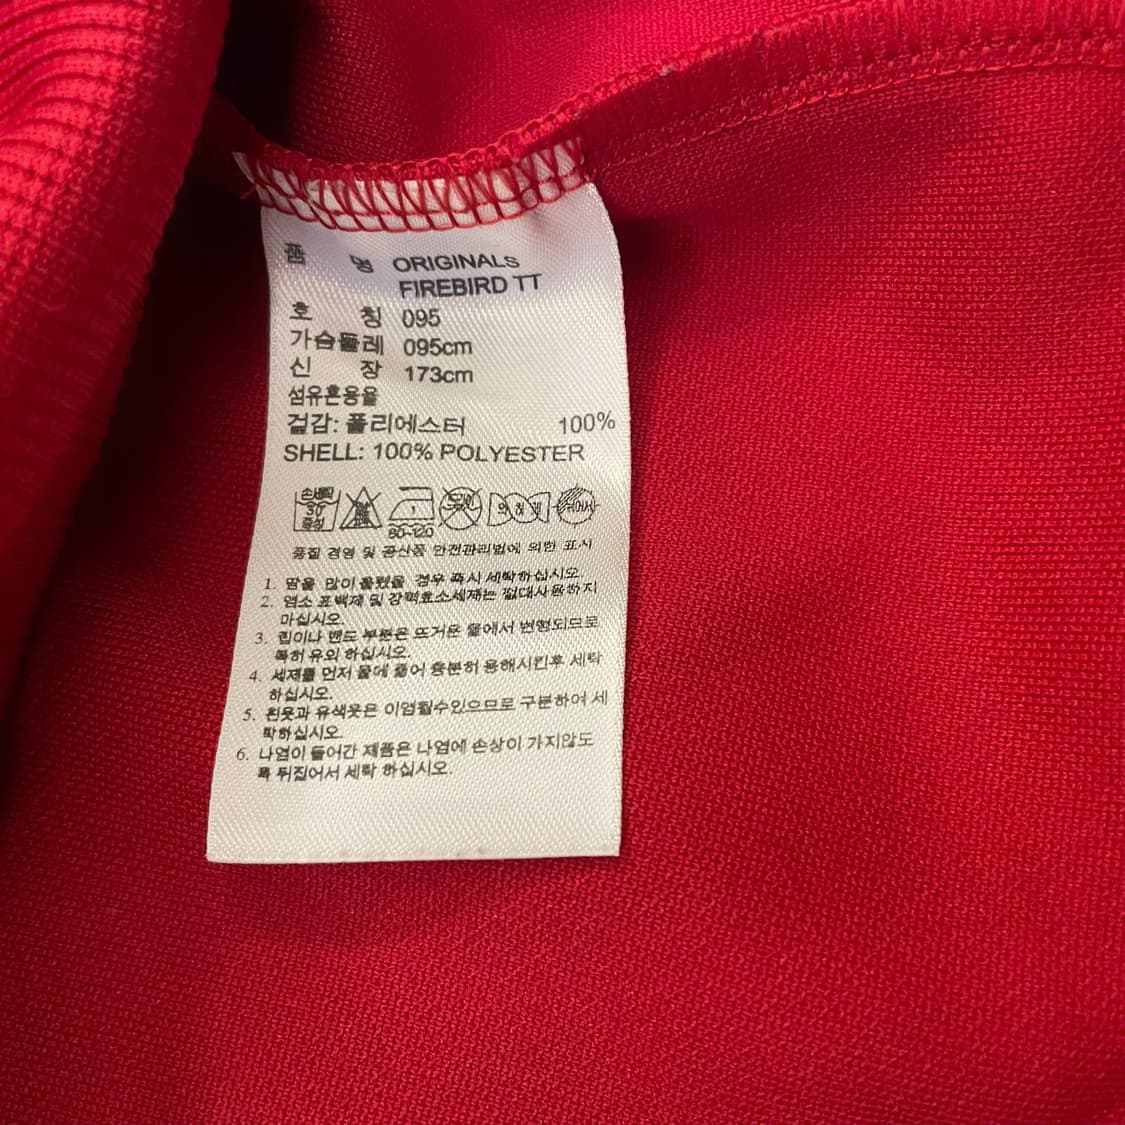 품 명 ORIGINALS
FIREBIRD TT
호 칭 095
가슴둘레 095cm
신 장 173cm
섬유혼용율
겉감: 폴리에스터 100%
SHELL: 100% POLYESTER
손세탁 30 중성 1 80~120
품질 경영 및 공산품 안전관리법에 의한 표시
1. 땀을 많이 흘렸을 경우 즉시 세탁하십시오.
2. 염소 표백제 및 강력효소세제는 절대사용하지
마십시오.
3. 립이나 밴드 부분은 뜨거운 물에서 변형되므로
특히 유의 하십시오.
4. 세제를 먼저 물에 풀어 충분히 용해시킨후 세탁
하십시오.
5. 흰옷과 유색옷은 이염될수있으므로 구분하여 세
탁하십시오.
6. 나염이 들어간 제품은 나염에 손상이 가지않도
록 뒤집어서 세탁 하십시오.